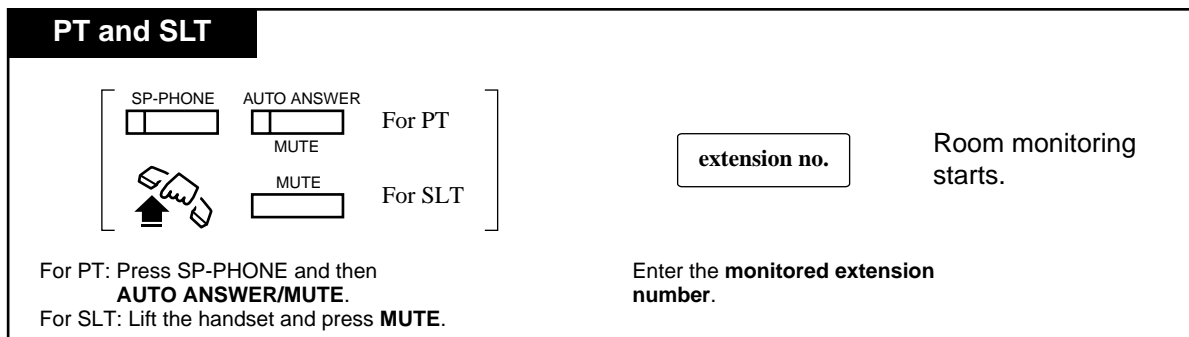 PT and SLT
SP-PHONE AUTO ANSWER
For PT
MUTE
MUTE
For SLT
extension no.
Room monitoring
starts.
For PT: Press SP-PHONE and then
AUTO ANSWER/MUTE.
For SLT: Lift the handset and press MUTE.
Enter the monitored extension
number.